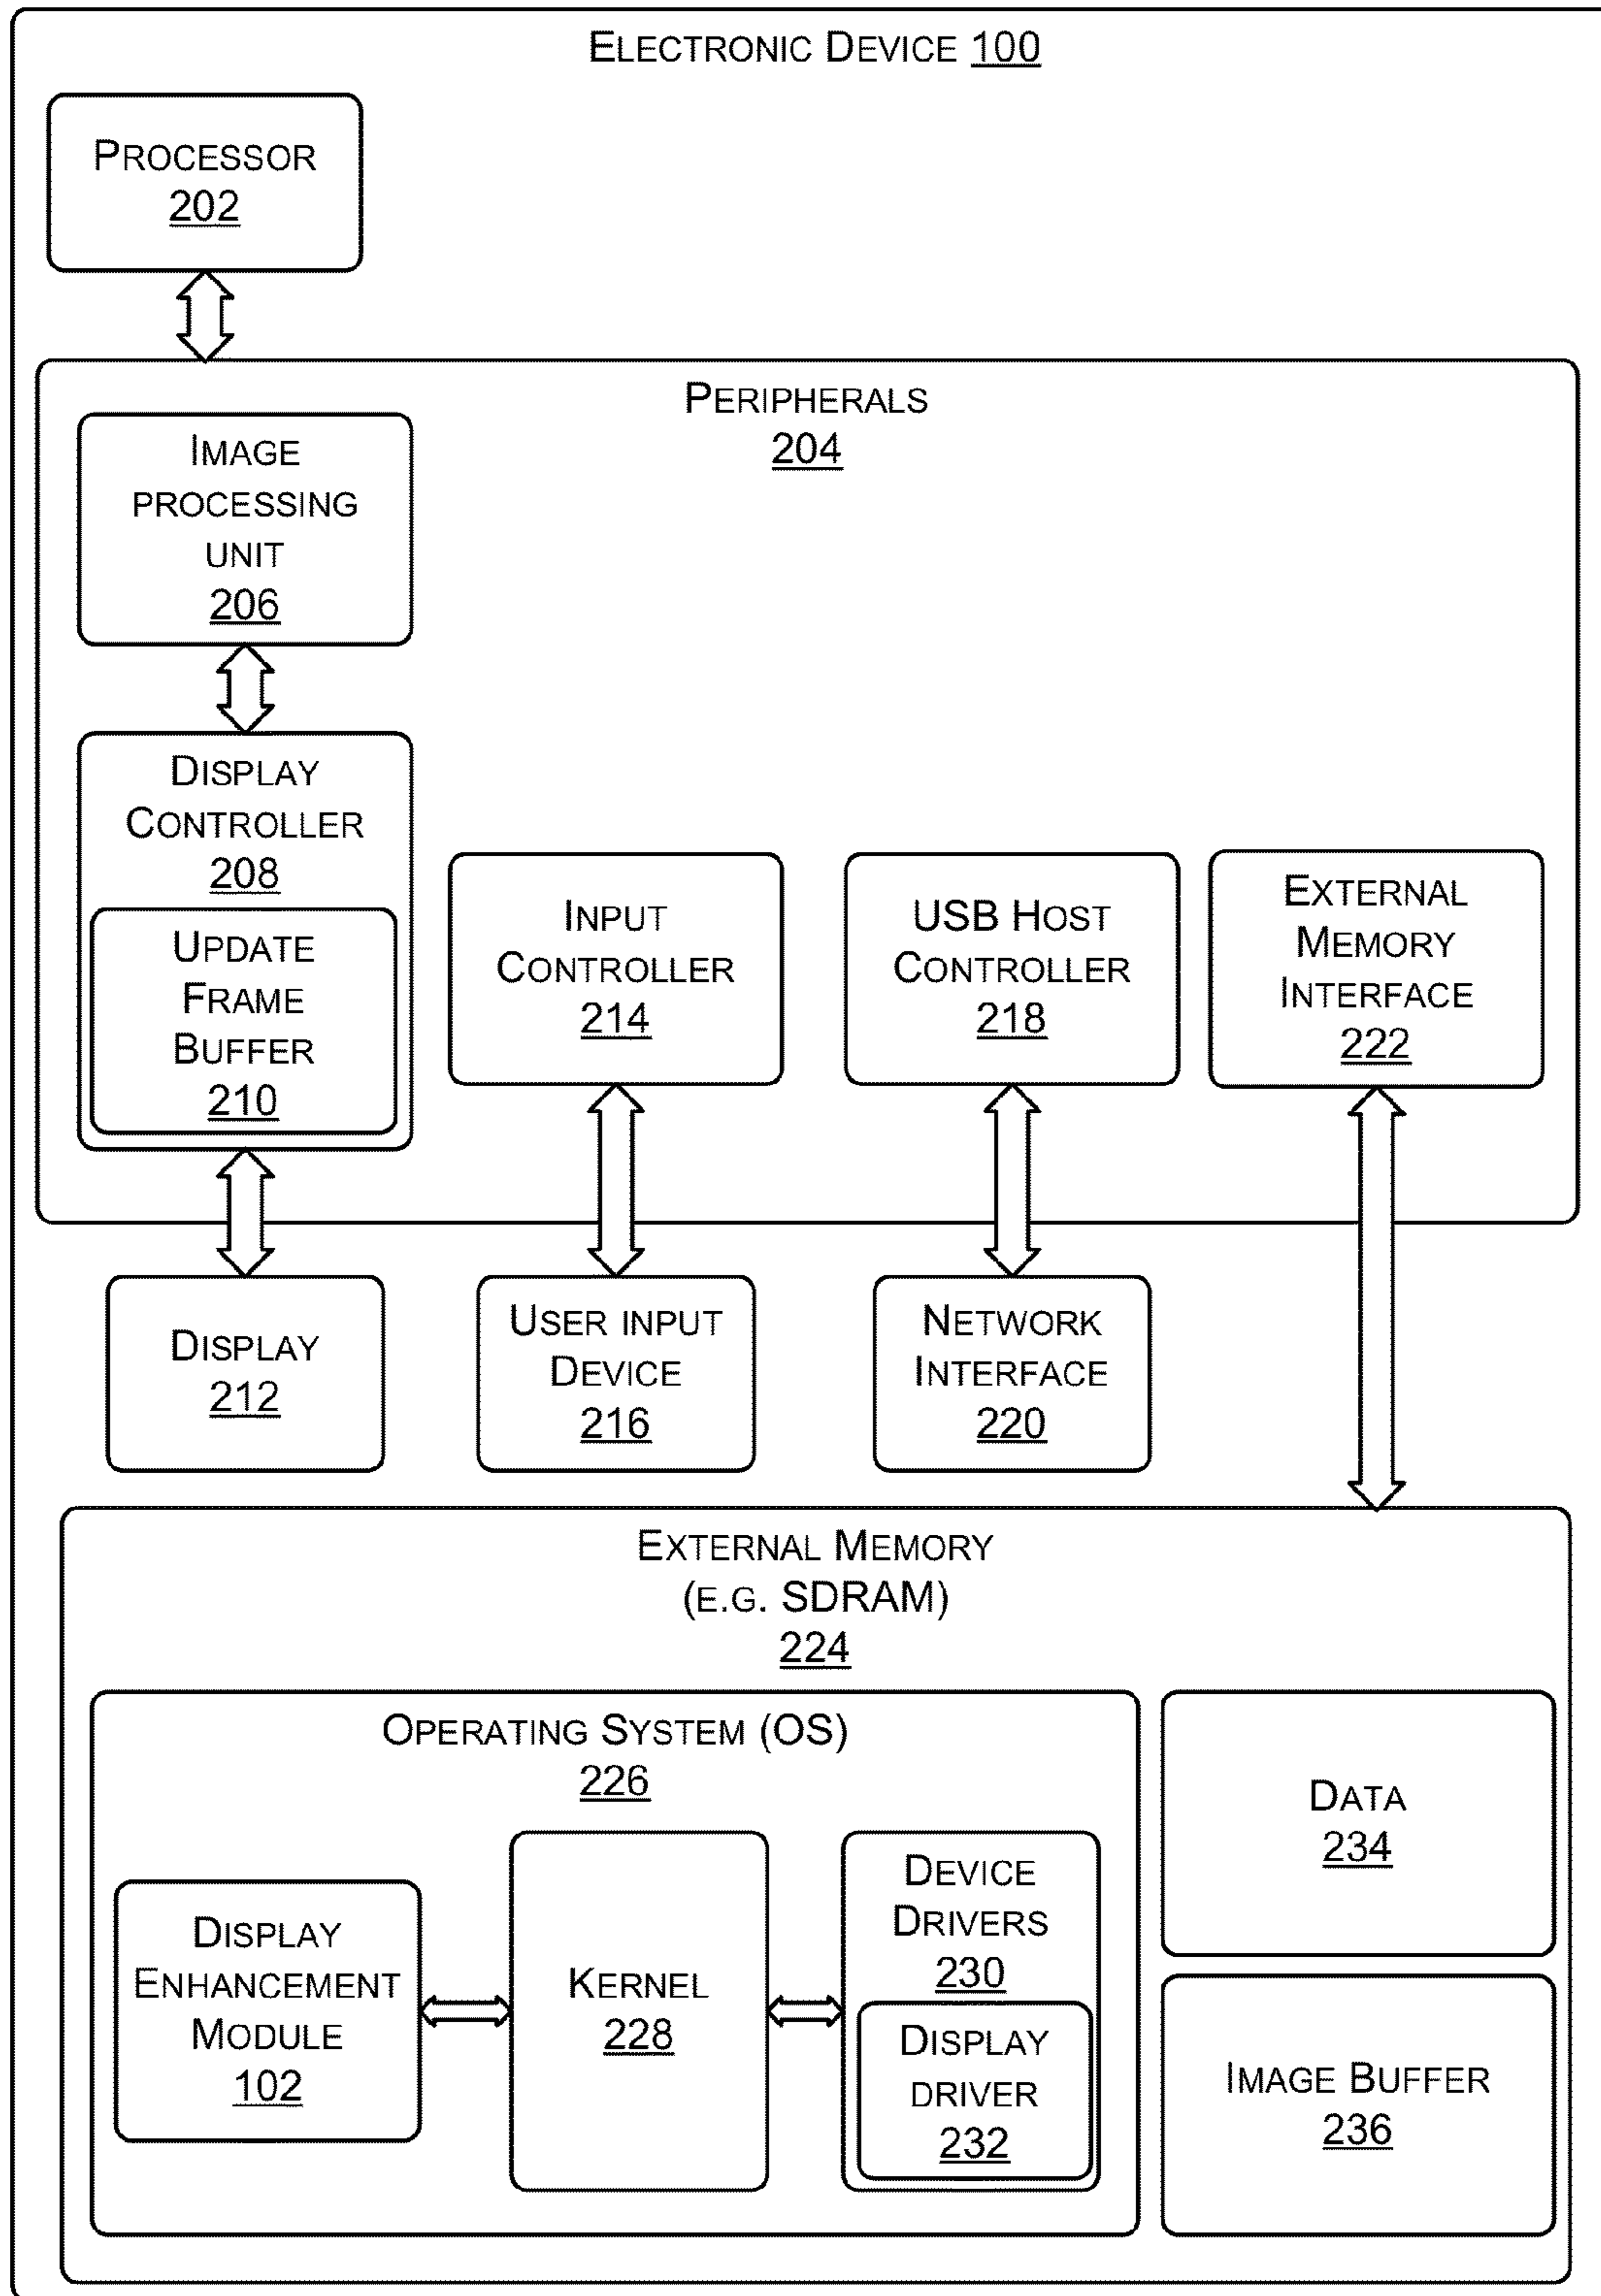 ELECTRONIC DEVICE 100
PROCESSOR
202
PERIPHERALS
204
IMAGE
PROCESSING
UNIT
206
DISPLAY
CONTROLLER
208
UPDATE
FRAME
BUFFER
210
INPUT
CONTROLLER
214
USB HOST
CONTROLLER
218
EXTERNAL
MEMORY
INTERFACE
222
DISPLAY
212
USER INPUT
DEVICE
216
NETWORK
INTERFACE
220
EXTERNAL MEMORY
(E.G. SDRAM)
224
OPERATING SYSTEM (OS)
226
DISPLAY
ENHANCEMENT
MODULE
102
KERNEL
228
DEVICE
DRIVERS
230
DISPLAY
DRIVER
232
DATA
234
IMAGE BUFFER
236